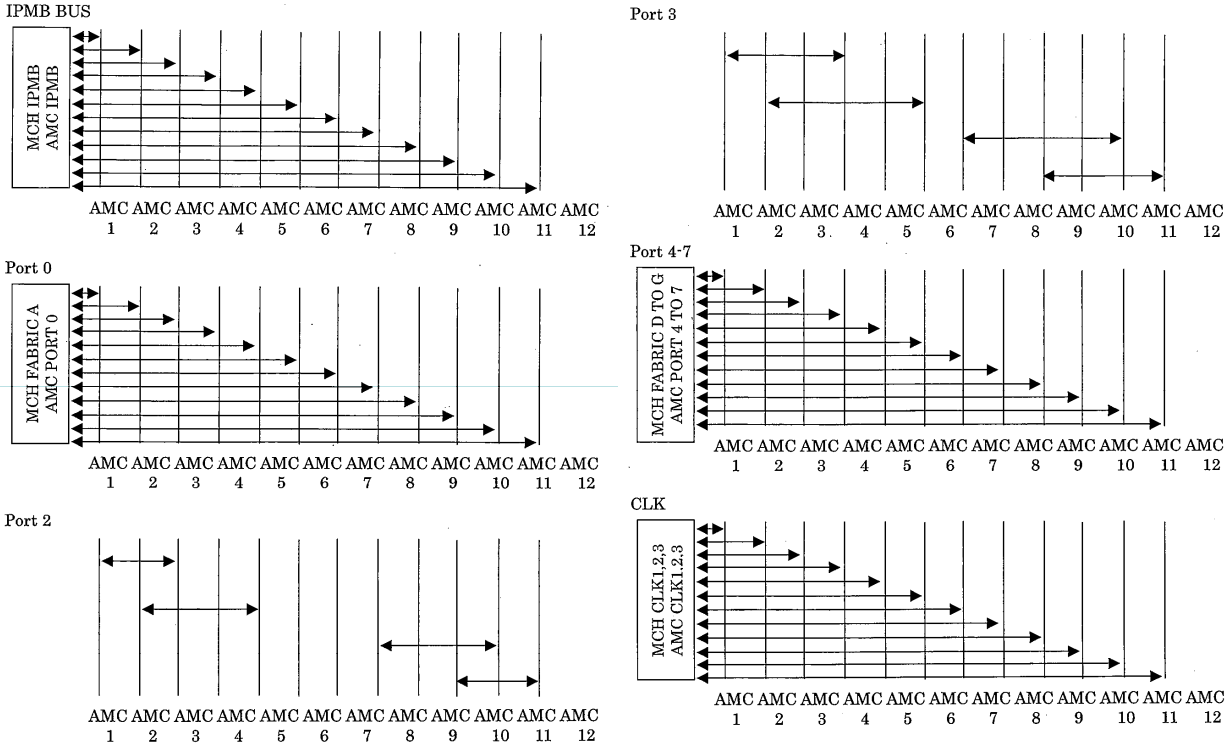 IPMB BUS
MCH IPMB
AMC IPMB
AMC AMC AMC AMC AMC AMC AMC AMC AMC AMC AMC AMC
1 2 3 4 5 6 7 8 9 10 11 12
Port 0
MCH FABRIC A
AMC PORT 0
AMC AMC AMC AMC AMC AMC AMC AMC AMC AMC AMC AMC
1 2 3 4 5 6 7 8 9 10 11 12
Port 2
AMC AMC AMC AMC AMC AMC AMC AMC AMC AMC AMC AMC
1 2 3 4 5 6 7 8 9 10 11 12
Port 3
AMC AMC AMC AMC AMC AMC AMC AMC AMC AMC AMC AMC
1 2 3 4 5 6 7 8 9 10 11 12
Port 4-7
MCH FABRIC D TO G
AMC PORT 4 TO 7
AMC AMC AMC AMC AMC AMC AMC AMC AMC AMC AMC AMC
1 2 3 4 5 6 7 8 9 10 11 12
CLK
MCH CLK1,2,3
AMC CLK1.2.3
AMC AMC AMC AMC AMC AMC AMC AMC AMC AMC AMC AMC
1 2 3 4 5 6 7 8 9 10 11 12